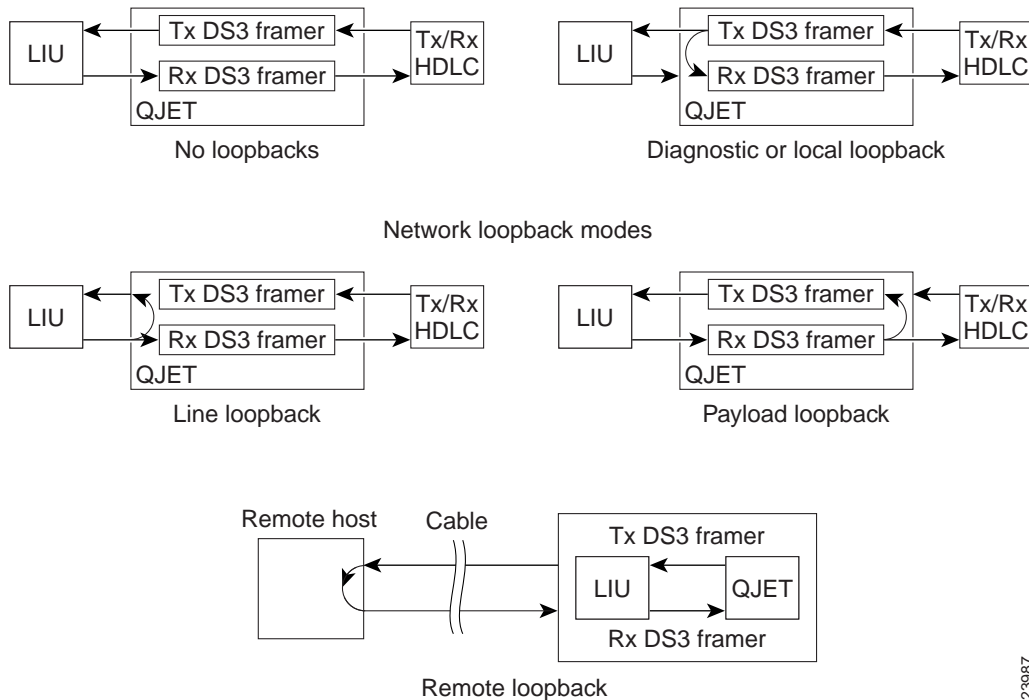 Tx DS3 framer
LIU
Rx DS3 framer
Tx/Rx
HDLC
QJET
No loopbacks
Tx DS3 framer
LIU
Rx DS3 framer
Tx/Rx
HDLC
QJET
Diagnostic or local loopback
Network loopback modes
Tx DS3 framer
LIU
Rx DS3 framer
Tx/Rx
HDLC
QJET
Line loopback
Tx DS3 framer
LIU
Rx DS3 framer
Tx/Rx
HDLC
QJET
Payload loopback
Remote host
Cable
Tx DS3 framer
LIU
QJET
Rx DS3 framer
Remote loopback
23987